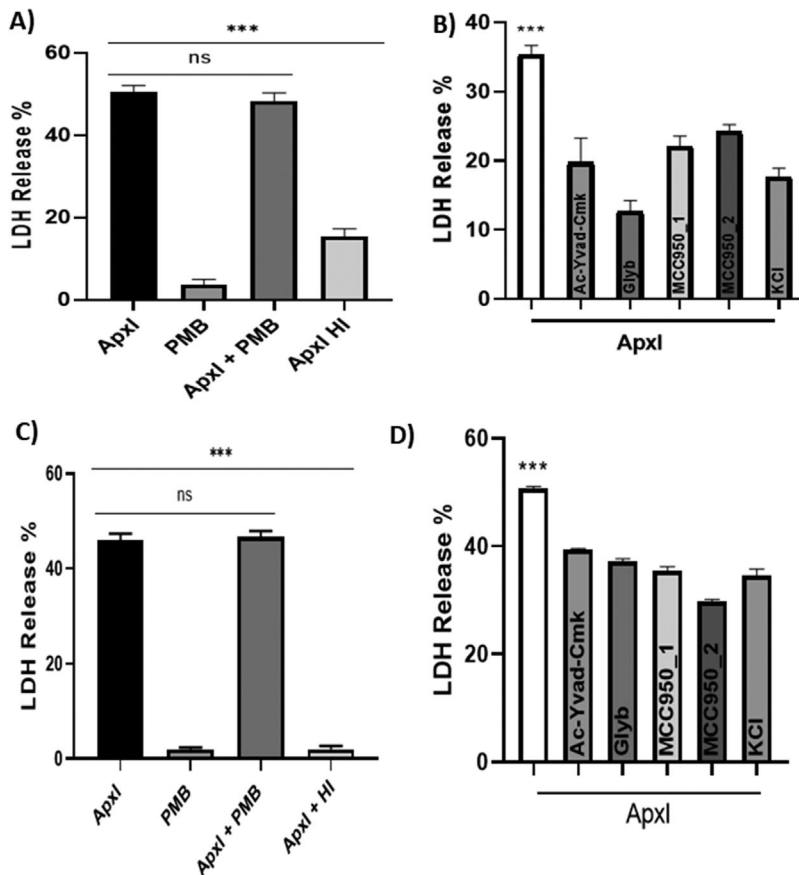 A)
***
ns
60
40
20
0
LDH Release %
ApxI
PMB
ApxI + PMB
ApxI HI
B)
***
40
30
20
10
0
LDH Release %
Ac-Yvad-Cmk
Glyb
MCC950_1
MCC950_2
KCl
ApxI
C)
***
ns
60
40
20
0
LDH Release %
ApxI
PMB
ApxI + PMB
ApxI + HI
D)
***
60
40
20
0
LDH Release %
Ac-Yvad-Cmk
Glyb
MCC950_1
MCC950_2
KCl
ApxI